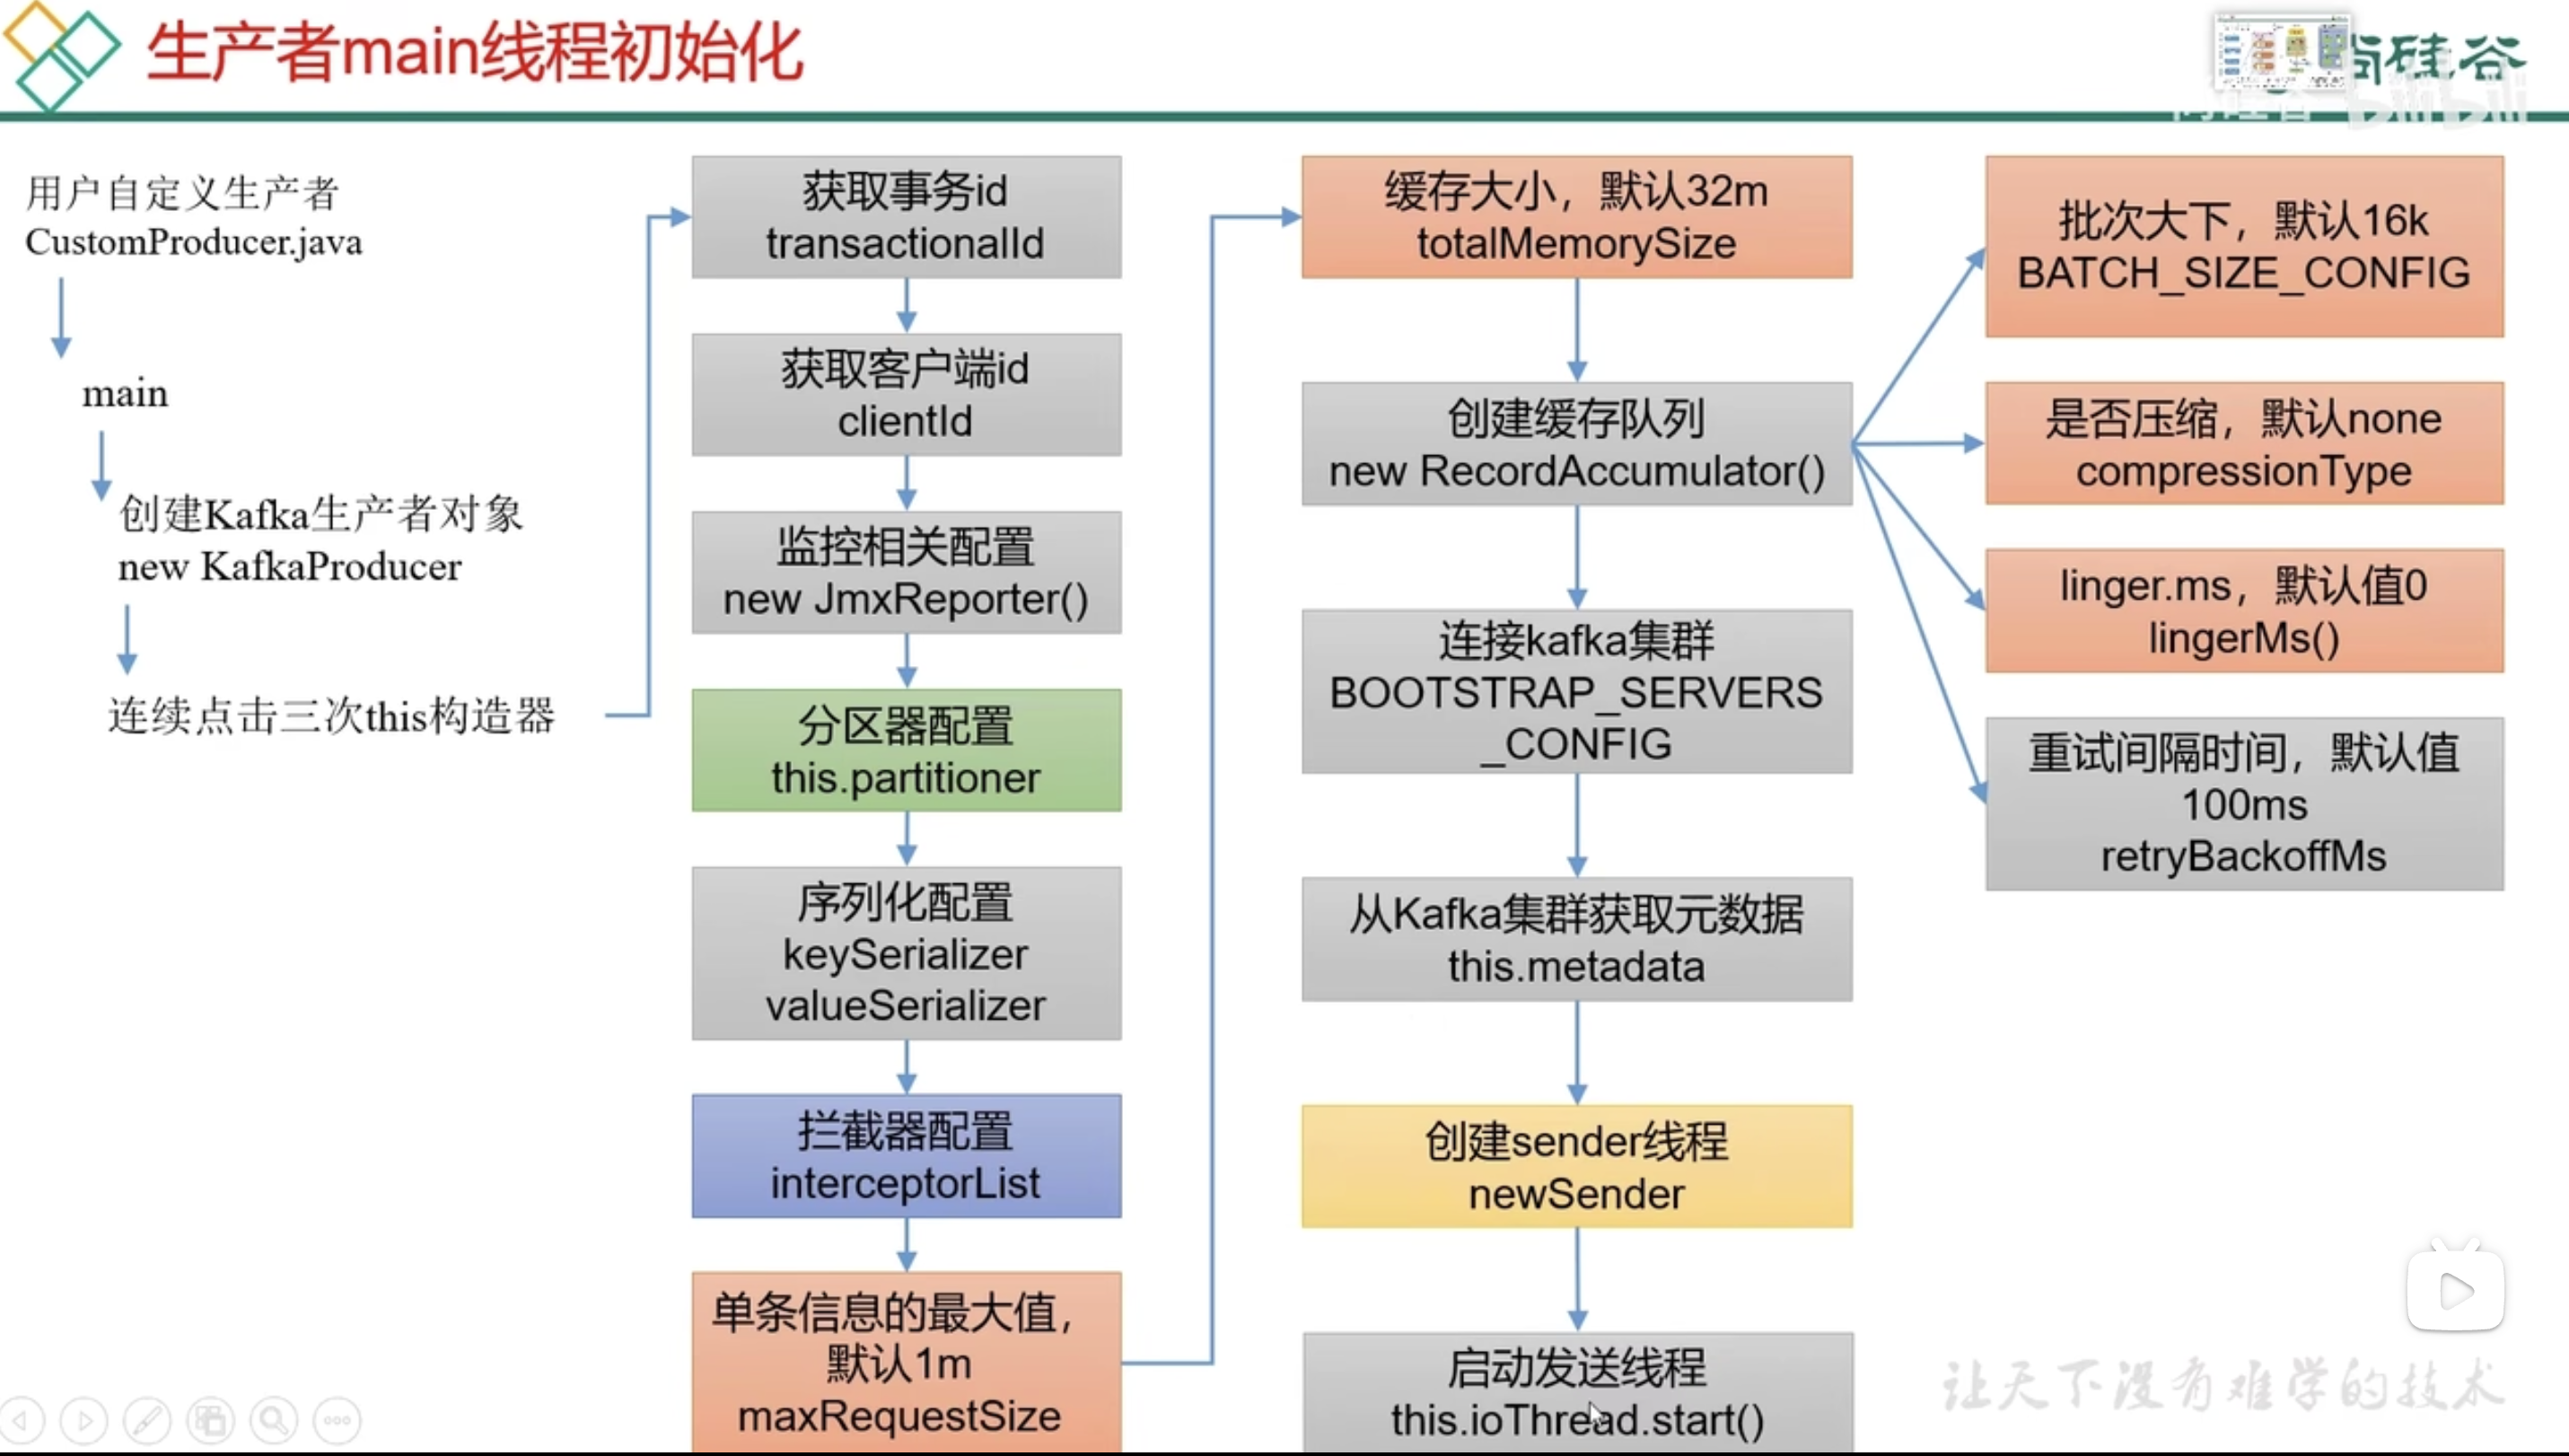 生产者main线程初始化
尚硅谷
bilibili
用户自定义生产者
CustomProducer.java
main
创建Kafka生产者对象
new KafkaProducer
连续点击三次this构造器
获取事务id
transactionalId
获取客户端id
clientId
监控相关配置
new JmxReporter()
分区器配置
this.partitioner
序列化配置
keySerializer
valueSerializer
拦截器配置
interceptorList
单条信息的最大值，
默认1m
maxRequestSize
缓存大小，默认32m
totalMemorySize
创建缓存队列
new RecordAccumulator()
连接kafka集群
BOOTSTRAP_SERVERS
_CONFIG
从Kafka集群获取元数据
this.metadata
创建sender线程
newSender
启动发送线程
this.ioThread.start()
批次大下，默认16k
BATCH_SIZE_CONFIG
是否压缩，默认none
compressionType
linger.ms，默认值0
lingerMs()
重试间隔时间，默认值
100ms
retryBackoffMs
让天下没有难学的技术